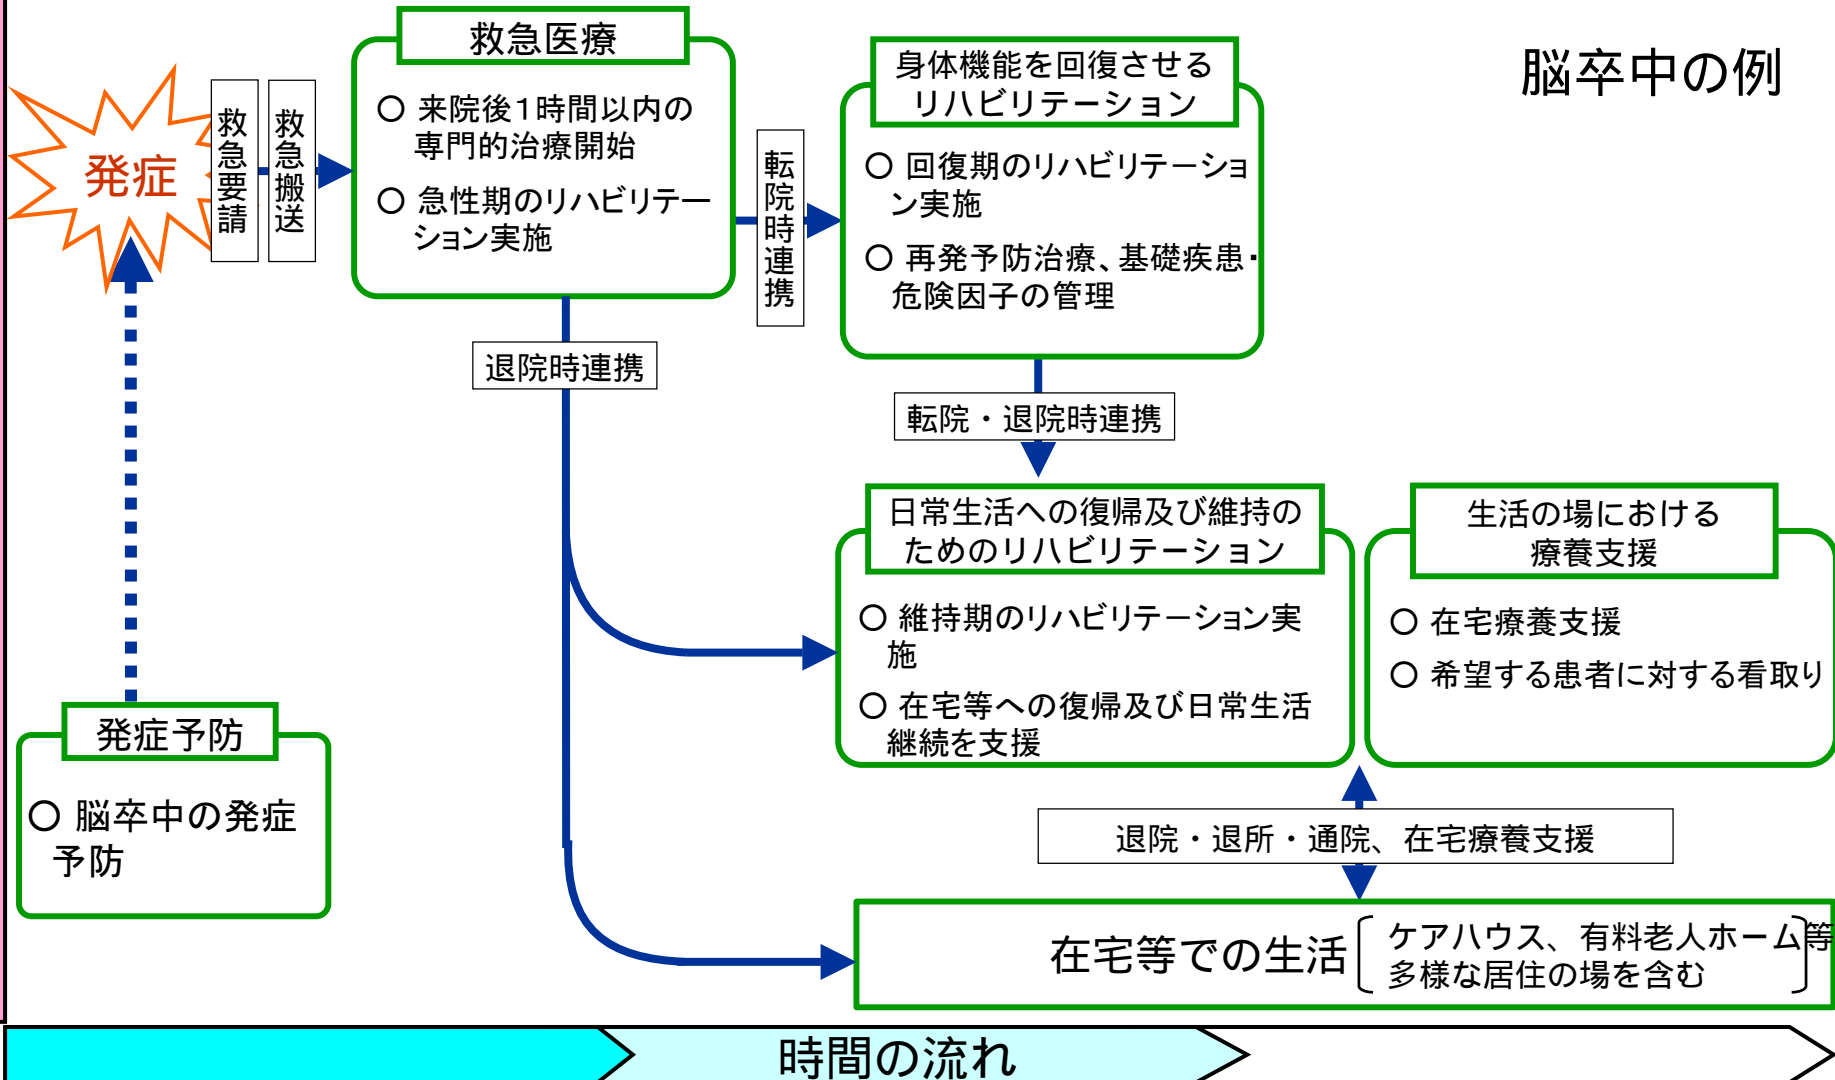 脳卒中の例
発症
救急要請
救急搬送
救急医療
○ 来院後1時間以内の
専門的治療開始
○ 急性期のリハビリテー
ション実施
転院時連携
身体機能を回復させる
リハビリテーション
○ 回復期のリハビリテーショ
ン実施
○ 再発予防治療、基礎疾患・
危険因子の管理
退院時連携
転院・退院時連携
日常生活への復帰及び維持の
ためのリハビリテーション
○ 維持期のリハビリテーション実
施
○ 在宅等への復帰及び日常生活
継続を支援
生活の場における
療養支援
○ 在宅療養支援
○ 希望する患者に対する看取り
発症予防
○ 脳卒中の発症
予防
退院・退所・通院、在宅療養支援
在宅等での生活
ケアハウス、有料老人ホーム等
多様な居住の場を含む
時間の流れ